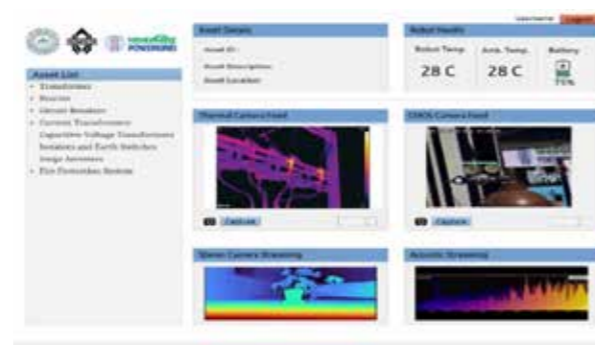 POWERGRID
Username Logout
Asset List
Transformer
Reactor
Circuit Breakers
Current Transformers
Capacitive Voltage Transformers
Isolators and Earth Switches
Surge Arresters
Fire Protection System
Asset Details
Asset ID :
Asset Description:
Asset Location:
Robot Health
Robot Temp. Amb. Temp. Battery
28 C 28 C 75%
Thermal Camera Feed
Capture
CMOS Camera Feed
Capture
Stereo Camera Streaming
Acoustic Streaming